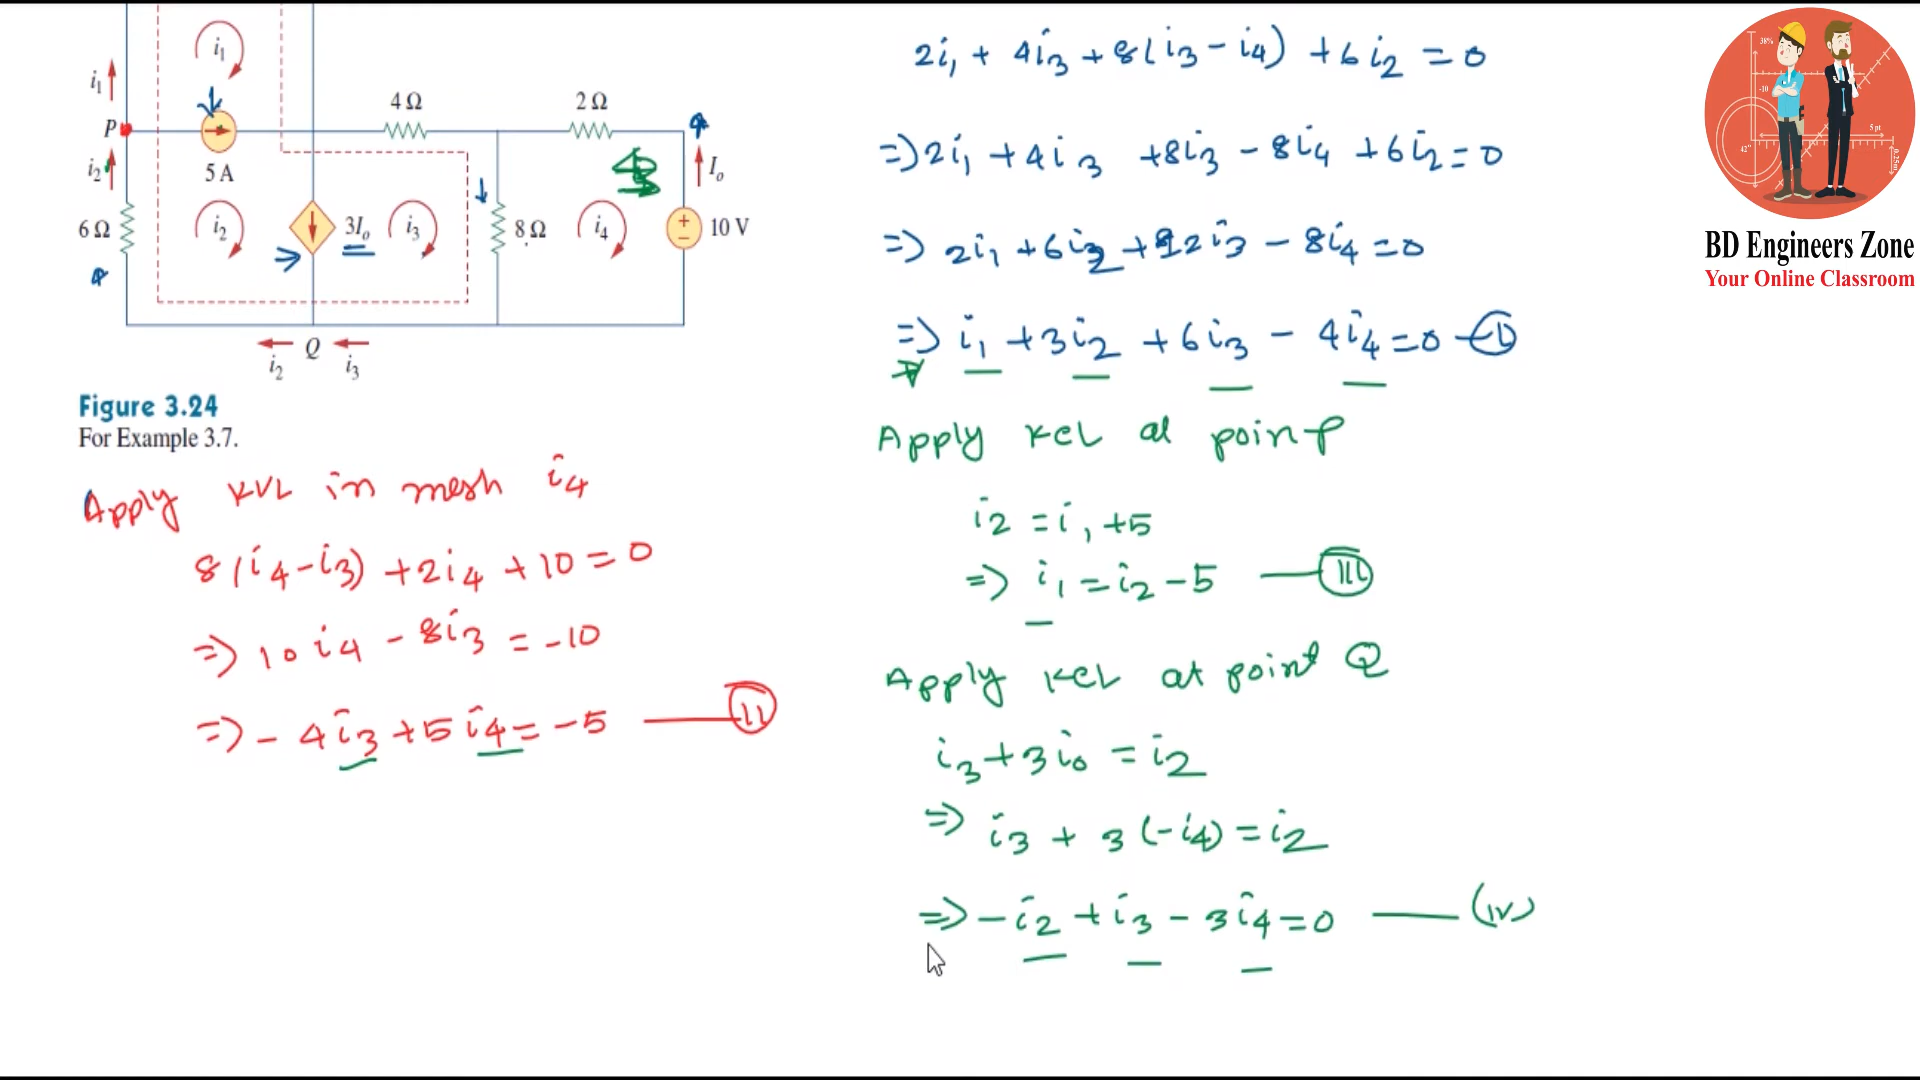 i₁
i₁
4 Ω
2 Ω
P
i₂
5 A
Iₒ
6 Ω
i₂
3Iₒ
i₃
8 Ω
i₄
+
−
10 V
i₂
Q
i₃
Figure 3.24
For Example 3.7.
Apply KVL in mesh i₄
8(i₄-i₃) +2i₄ +10 = 0
=> 10i₄ - 8i₃ = -10
=> - 4i₃ +5i₄ = -5 — II
2i₁ + 4i₃ + 8(i₃ - i₄) + 6i₂ = 0
=> 2i₁ + 4i₃ +8i₃ - 8i₄ + 6i₂ = 0
=> 2i₁ + 6i₂ + 12i₃ - 8i₄ = 0
=> i₁ + 3i₂ + 6i₃ - 4i₄ = 0 — I
Apply KCL at point P
i₂ = i₁ +5
=> i₁ = i₂ - 5 — III
Apply KCL at point Q
i₃ + 3i₀ = i₂
=> i₃ + 3(-i₄) = i₂
=> -i₂ + i₃ - 3i₄ = 0 — (IV)
BD Engineers Zone
Your Online Classroom